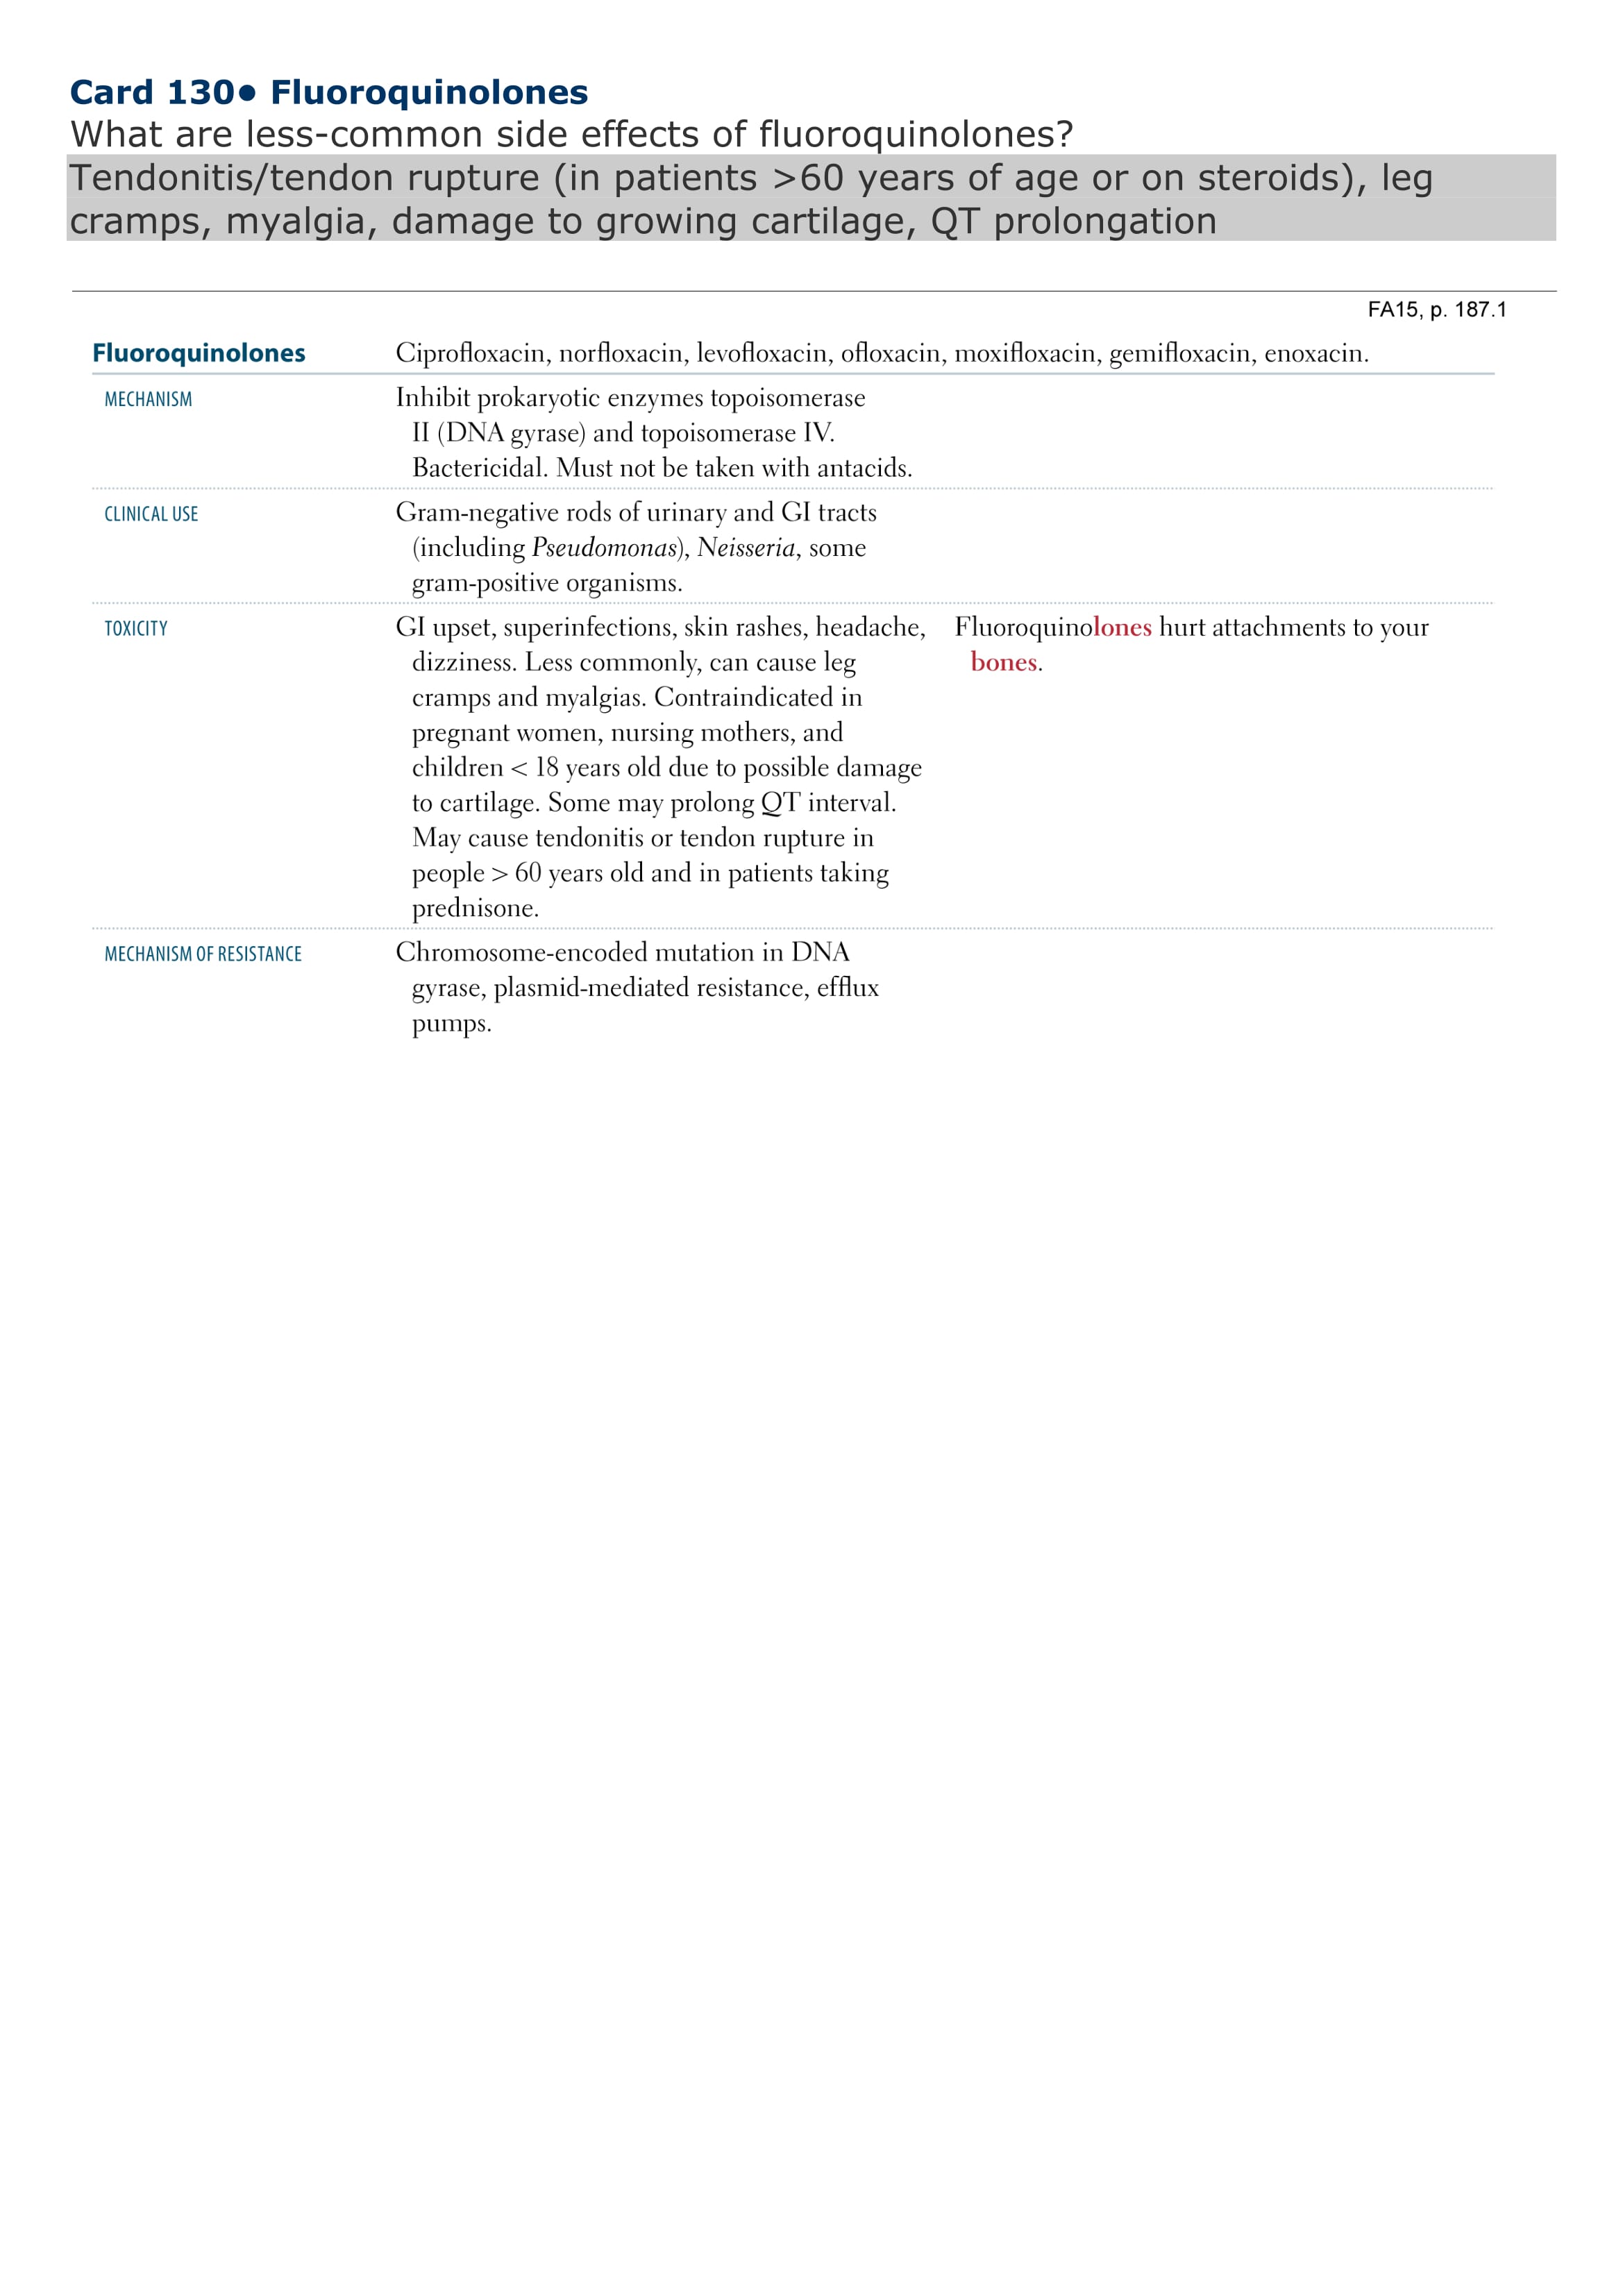 Card 130● Fluoroquinolones
What are less-common side effects of fluoroquinolones?
Tendonitis/tendon rupture (in patients >60 years of age or on steroids), leg
cramps, myalgia, damage to growing cartilage, QT prolongation
FA15, p. 187.1
Fluoroquinolones Ciprofloxacin, norfloxacin, levofloxacin, ofloxacin, moxifloxacin, gemifloxacin, enoxacin.
MECHANISM Inhibit prokaryotic enzymes topoisomerase
II (DNA gyrase) and topoisomerase IV.
Bactericidal. Must not be taken with antacids.
CLINICAL USE Gram-negative rods of urinary and GI tracts
(including Pseudomonas), Neisseria, some
gram-positive organisms.
TOXICITY GI upset, superinfections, skin rashes, headache,
dizziness. Less commonly, can cause leg
cramps and myalgias. Contraindicated in
pregnant women, nursing mothers, and
children < 18 years old due to possible damage
to cartilage. Some may prolong QT interval.
May cause tendonitis or tendon rupture in
people > 60 years old and in patients taking
prednisone.
Fluoroquinolones hurt attachments to your
bones.
MECHANISM OF RESISTANCE Chromosome-encoded mutation in DNA
gyrase, plasmid-mediated resistance, efflux
pumps.